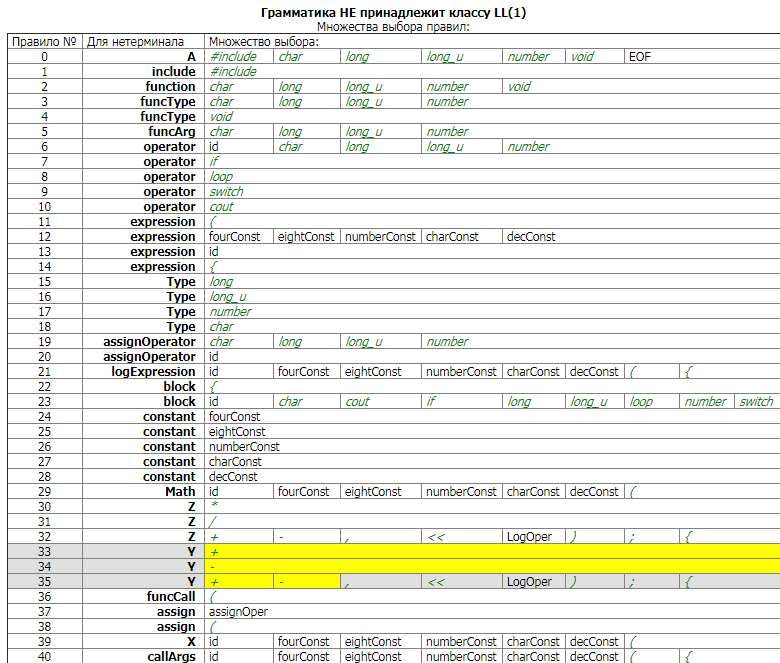 Грамматика НЕ принадлежит классу LL(1)
Множества выбора правил:
Правило № Для нетерминала Множество выбора:
0 A #include char long long_u number void EOF
1 include #include
2 function char long long_u number void
3 funcType char long long_u number
4 funcType void
5 funcArg char long long_u number
6 operator id char long long_u number
7 operator if
8 operator loop
9 operator switch
10 operator cout
11 expression (
12 expression fourConst eightConst numberConst charConst decConst
13 expression id
14 expression {
15 Type long
16 Type long_u
17 Type number
18 Type char
19 assignOperator char long long_u number
20 assignOperator id
21 logExpression id fourConst eightConst numberConst charConst decConst ( {
22 block {
23 block id char cout if long long_u loop number switch
24 constant fourConst
25 constant eightConst
26 constant numberConst
27 constant charConst
28 constant decConst
29 Math id fourConst eightConst numberConst charConst decConst (
30 Z *
31 Z /
32 Z + - , << LogOper ) ; {
33 Y +
34 Y -
35 Y + - , << LogOper ) ; {
36 funcCall (
37 assign assignOper
38 assign (
39 X id fourConst eightConst numberConst charConst decConst (
40 callArgs id fourConst eightConst numberConst charConst decConst ( {